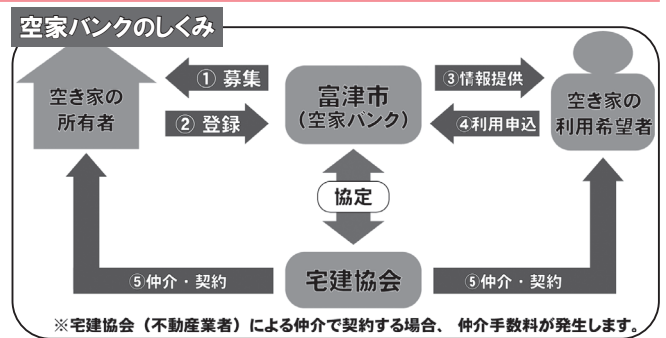 空家バンクのしくみ
空き家の
所有者
① 募集
② 登録
富津市
(空家バンク)
③情報提供
④利用申込
空き家の
利用希望者
協定
⑤仲介・契約
宅建協会
⑤仲介・契約
※宅建協会（不動産業者）による仲介で契約する場合、仲介手数料が発生します。